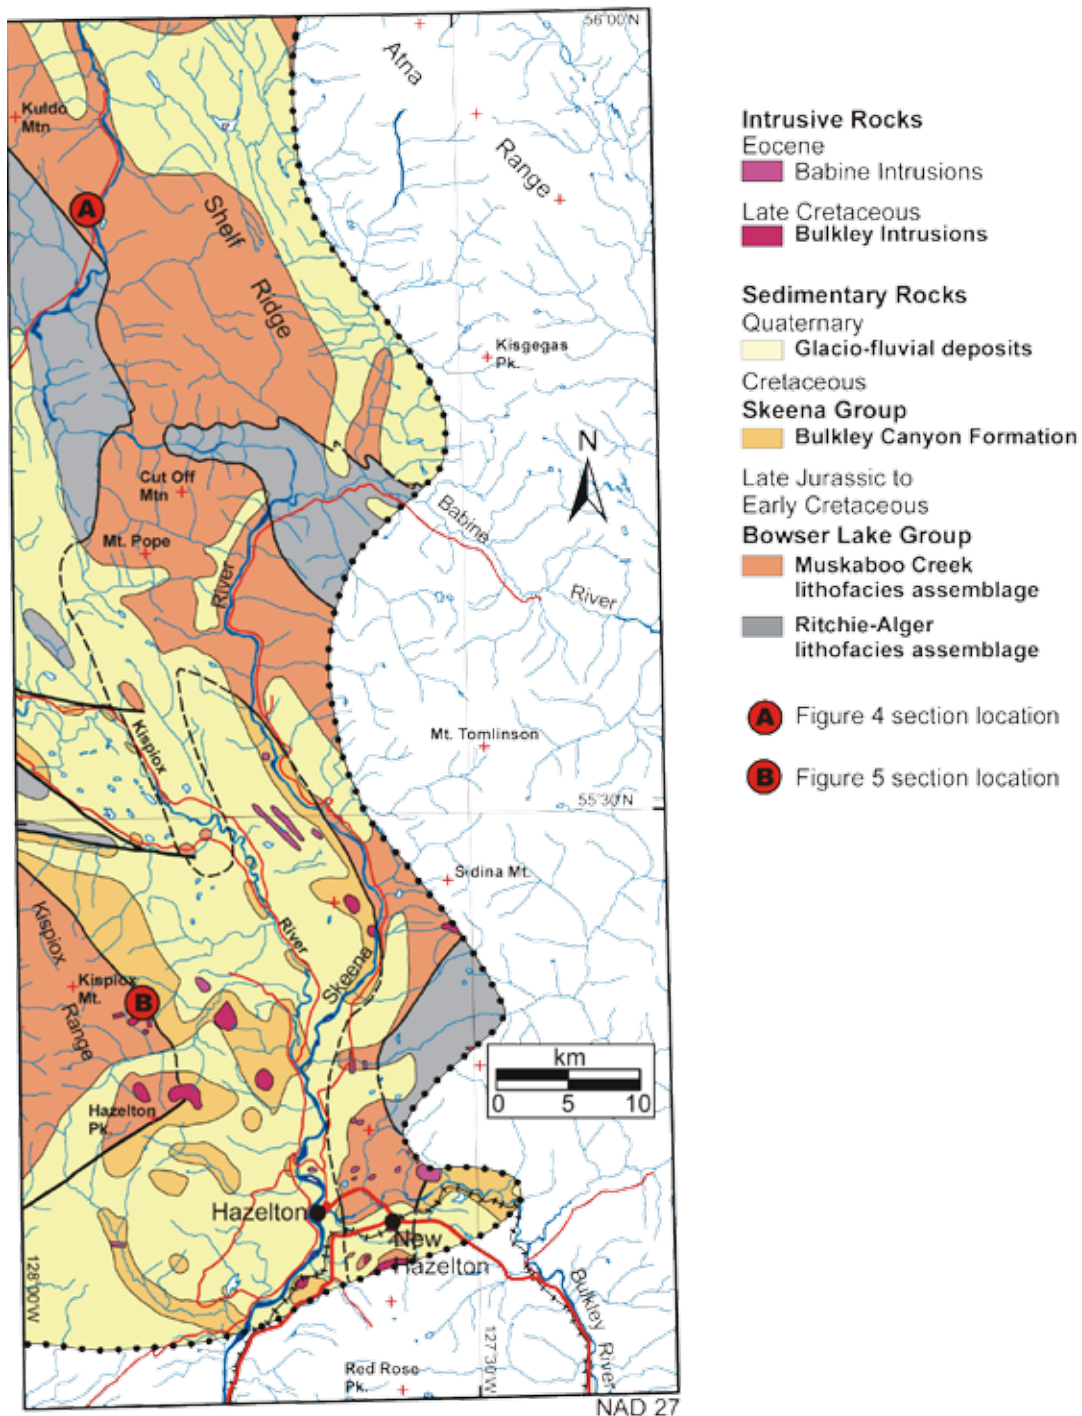 56°00'N
Atna
Range
Kuldo
Mtn
A
Shelf
Ridge
Kisgegas
Pk.
N
Cut Off
Mtn
Babine
River
Mt. Pope
River
Kispiox
Mt. Tomlinson
55°30'N
Sidina Mt.
Kispiox
River
Skeena
Kispiox
Mt.
B
Range
km
0 5 10
Hazelton
Pk.
Hazelton
New
Hazelton
128°00'W
Bulkley
River
127°30'W
Red Rose
Pk.
NAD 27
Intrusive Rocks
Eocene
Babine Intrusions
Late Cretaceous
Bulkley Intrusions
Sedimentary Rocks
Quaternary
Glacio-fluvial deposits
Cretaceous
Skeena Group
Bulkley Canyon Formation
Late Jurassic to
Early Cretaceous
Bowser Lake Group
Muskaboo Creek
lithofacies assemblage
Ritchie-Alger
lithofacies assemblage
A Figure 4 section location
B Figure 5 section location